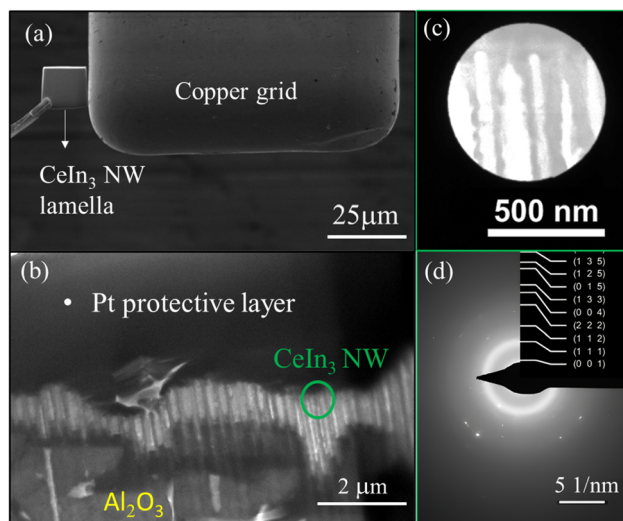 (a)
Copper grid
CeIn₃ NW
lamella
25μm
(b)
• Pt protective layer
CeIn₃ NW
Al₂O₃
2 μm
(c)
500 nm
(d)
(1 3 5)
(1 2 5)
(0 1 5)
(1 3 3)
(0 0 4)
(2 2 2)
(1 1 2)
(1 1 1)
(0 0 1)
5 1/nm